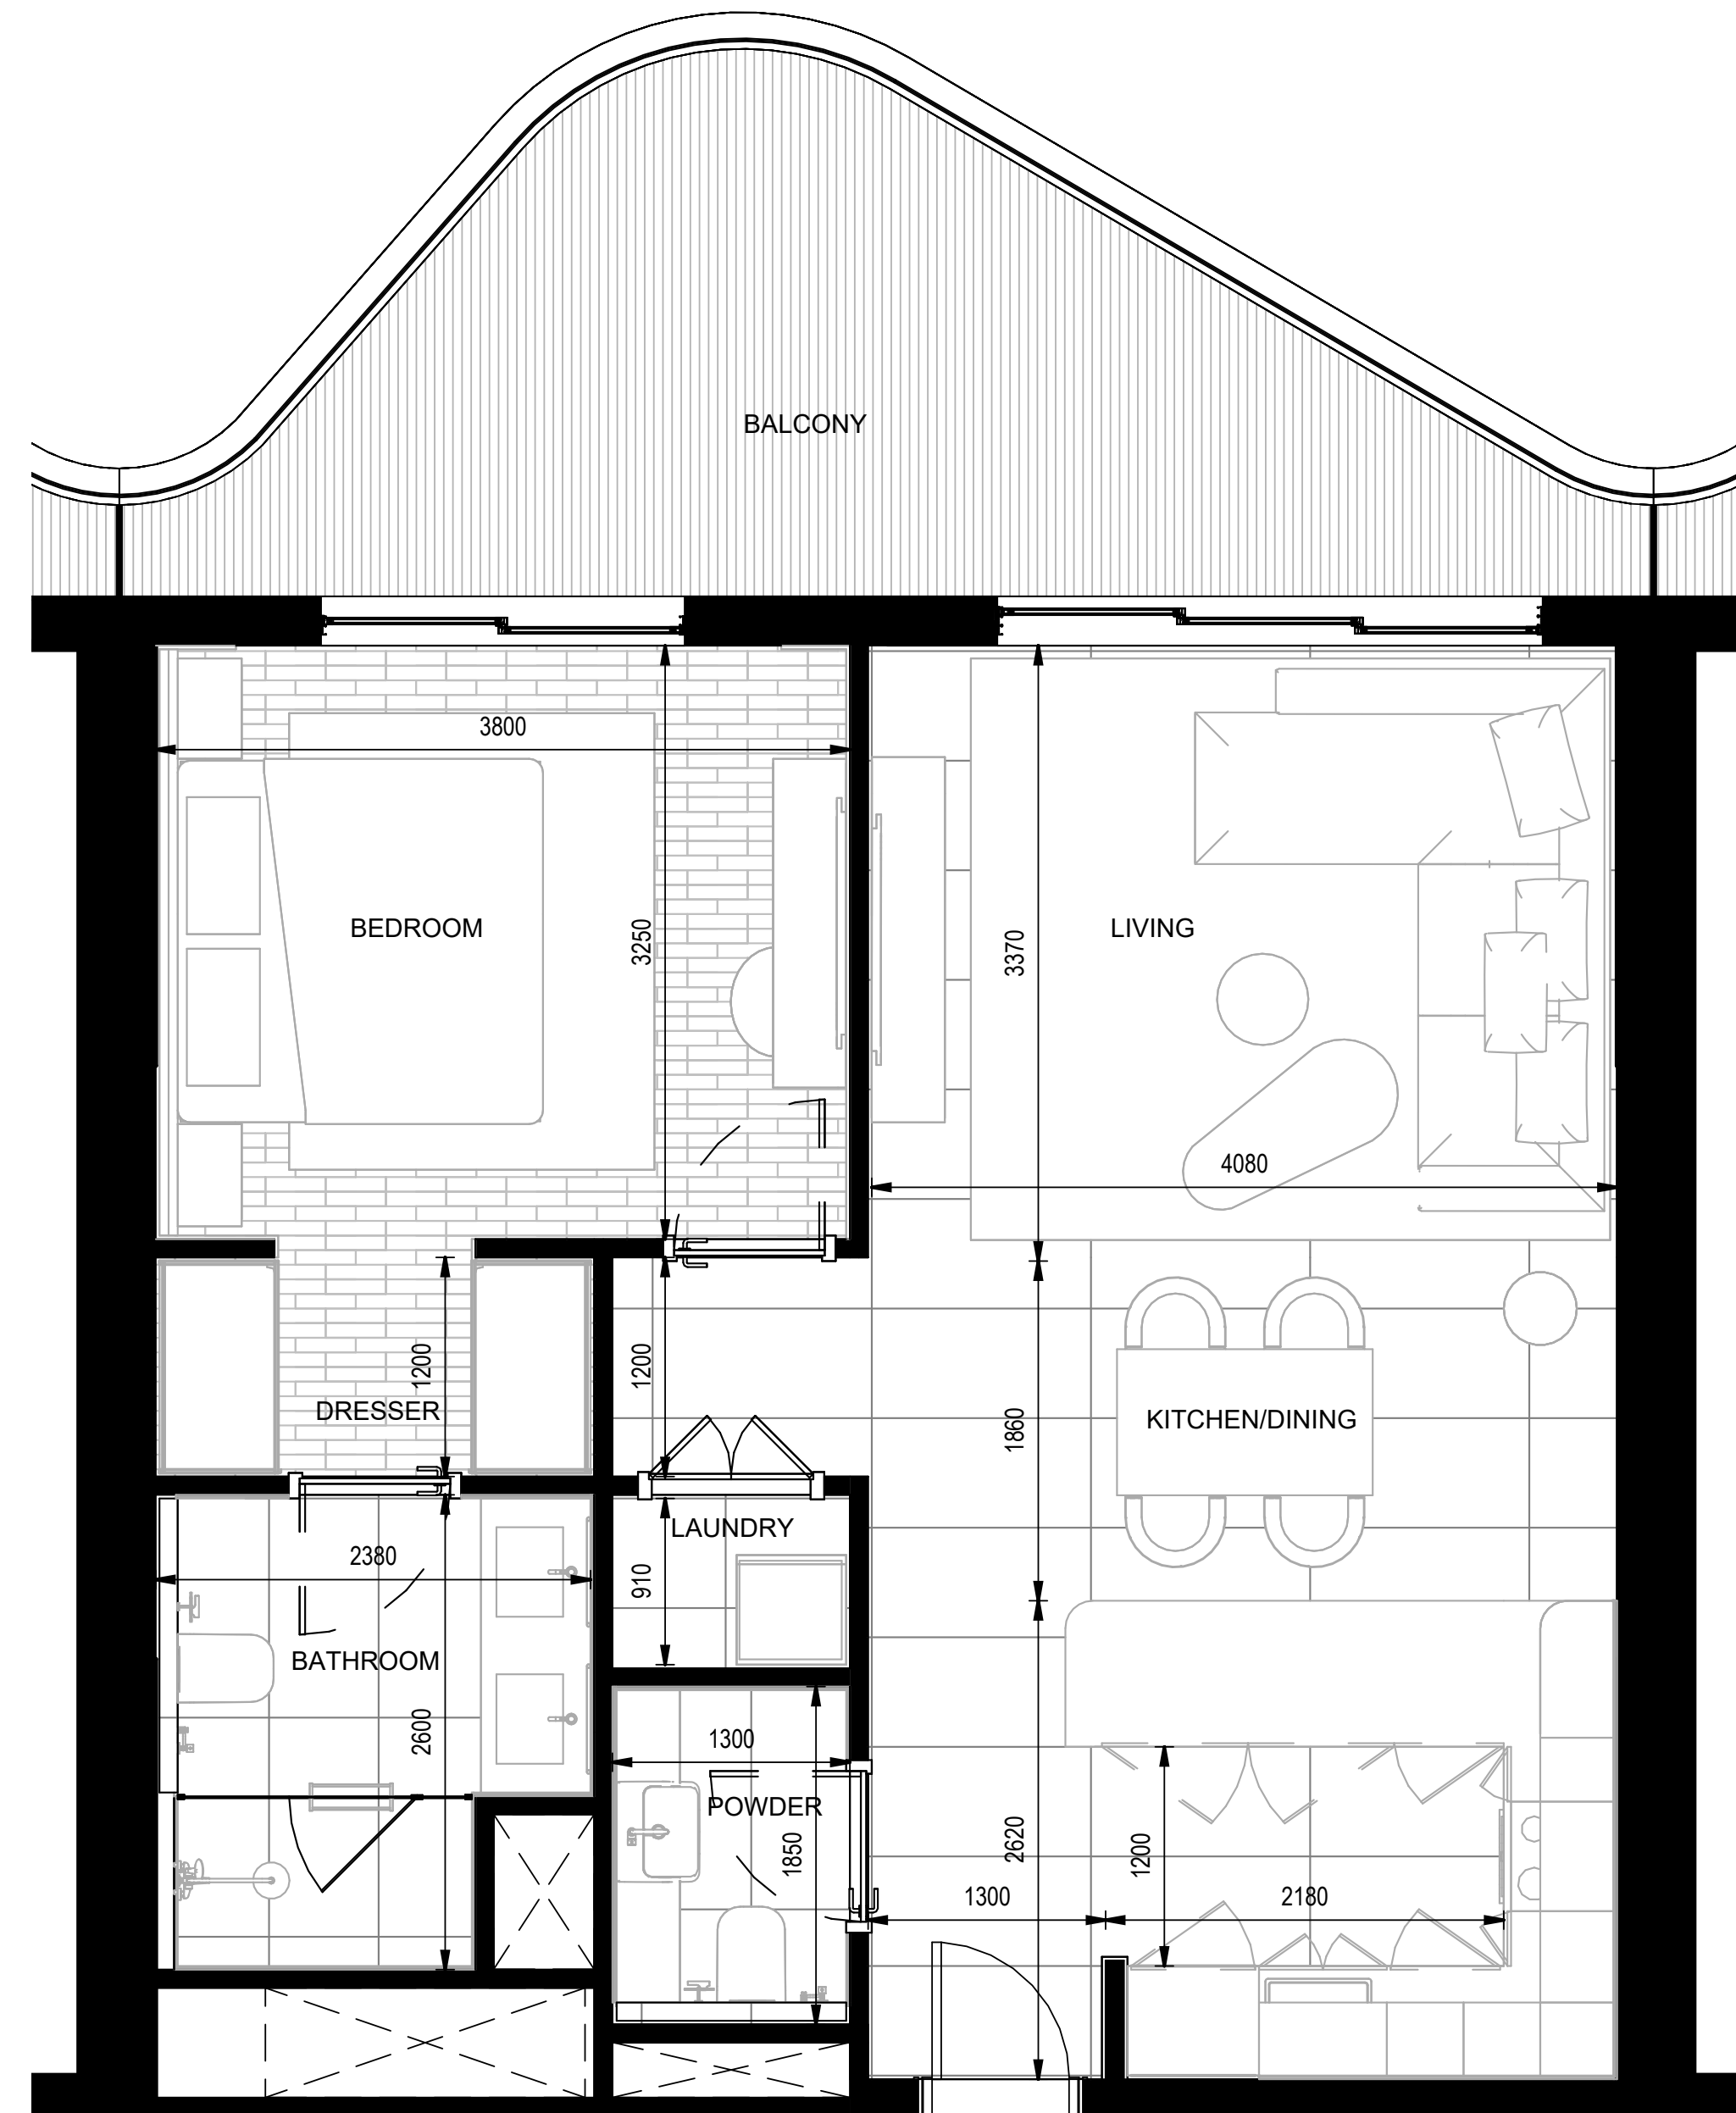 BALCONY
3800
BEDROOM
3250
LIVING
3370
4080
1200
DRESSER
1200
1860
KITCHEN/DINING
LAUNDRY
2380
910
BATHROOM
2600
1300
POWDER
1850
2620
1200
1300
2180